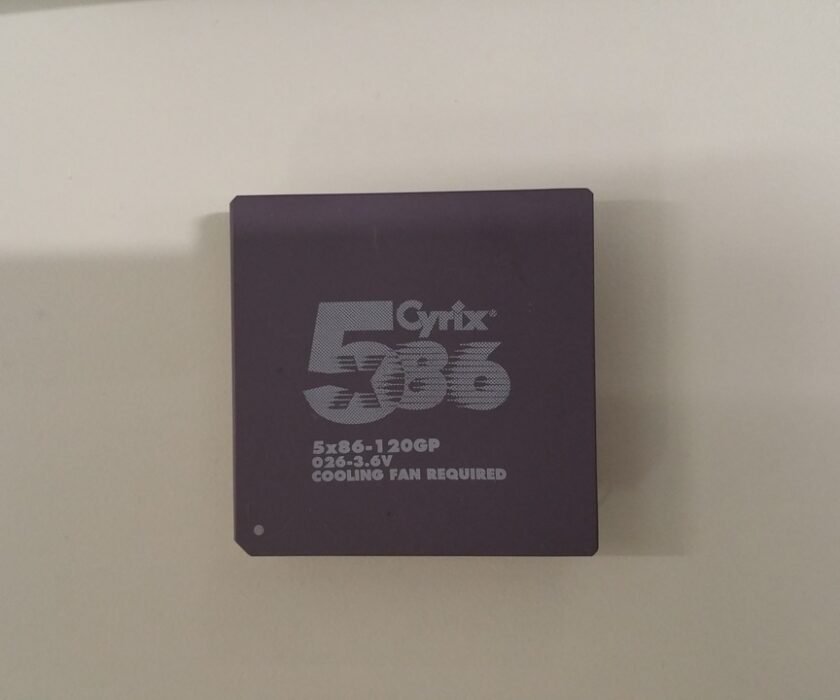 Cyrix®
5x86
5x86-120GP
026-3.6V
COOLING FAN REQUIRED